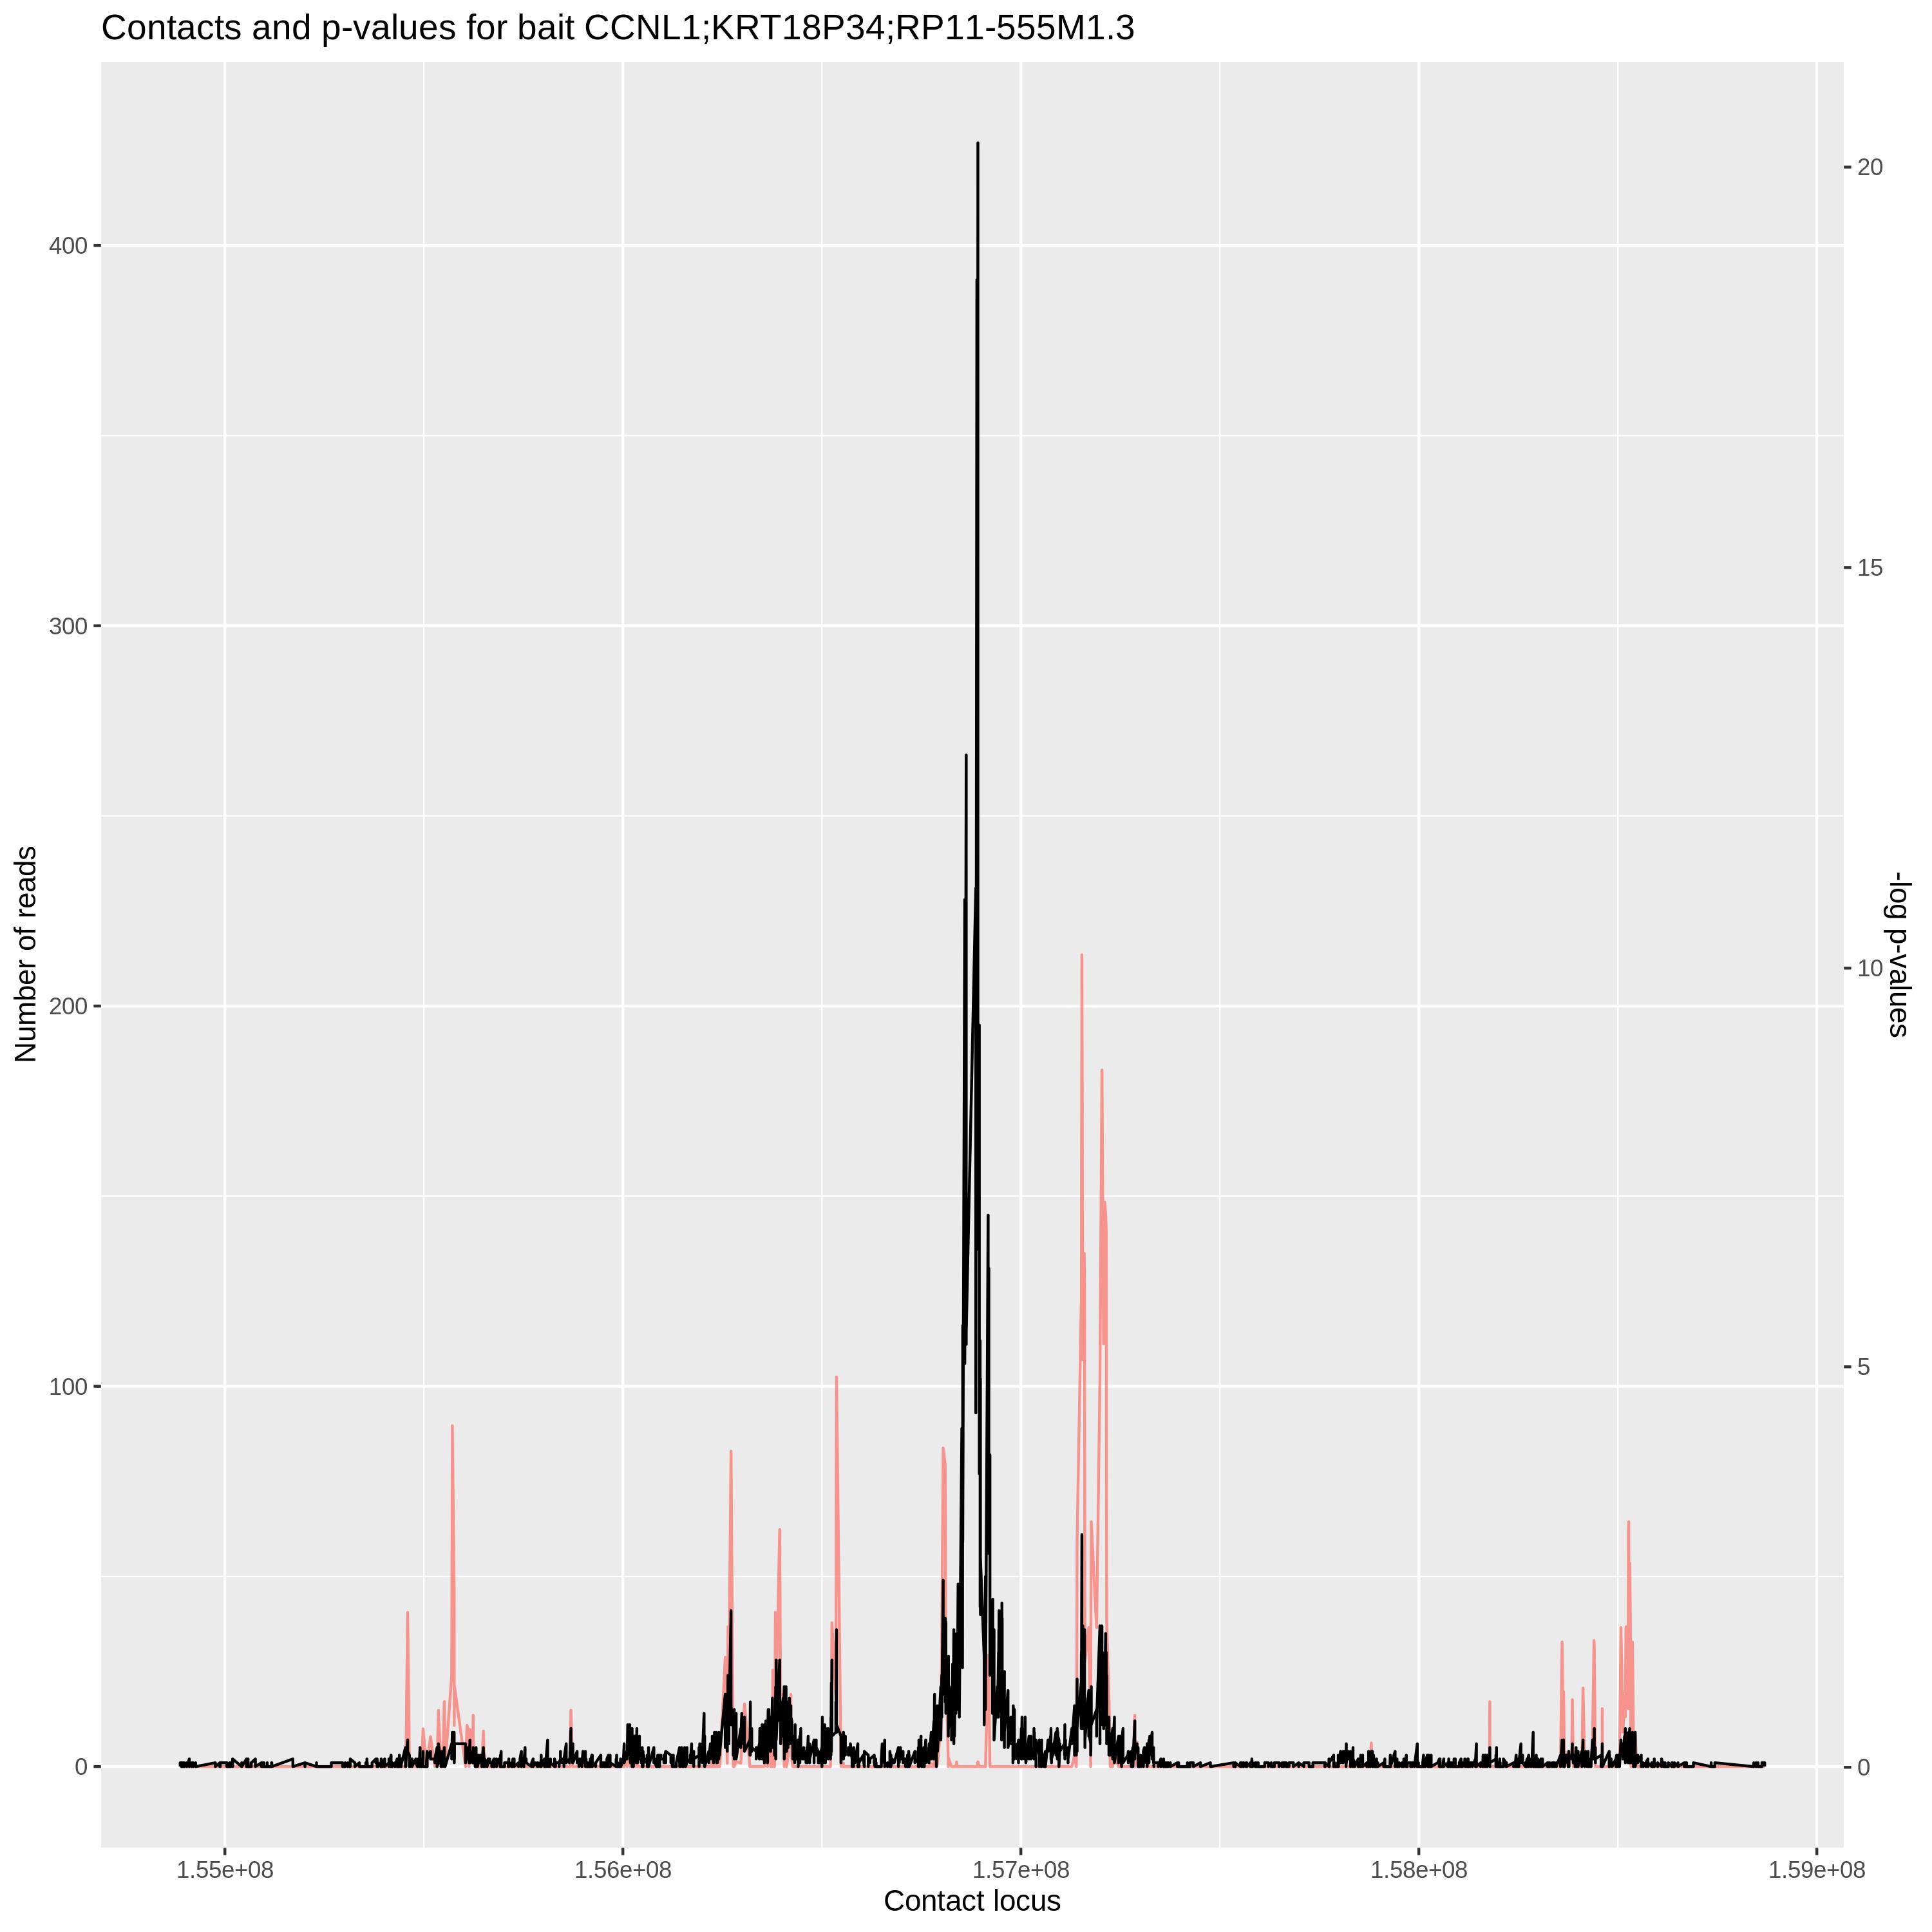 Contacts and p-values for bait CCNL1;KRT18P34;RP11-555M1.3
Number of reads
400
300
200
100
0
20
15
10
5
0
-log p-values
1.55e+08
1.56e+08
1.57e+08
1.58e+08
1.59e+08
Contact locus